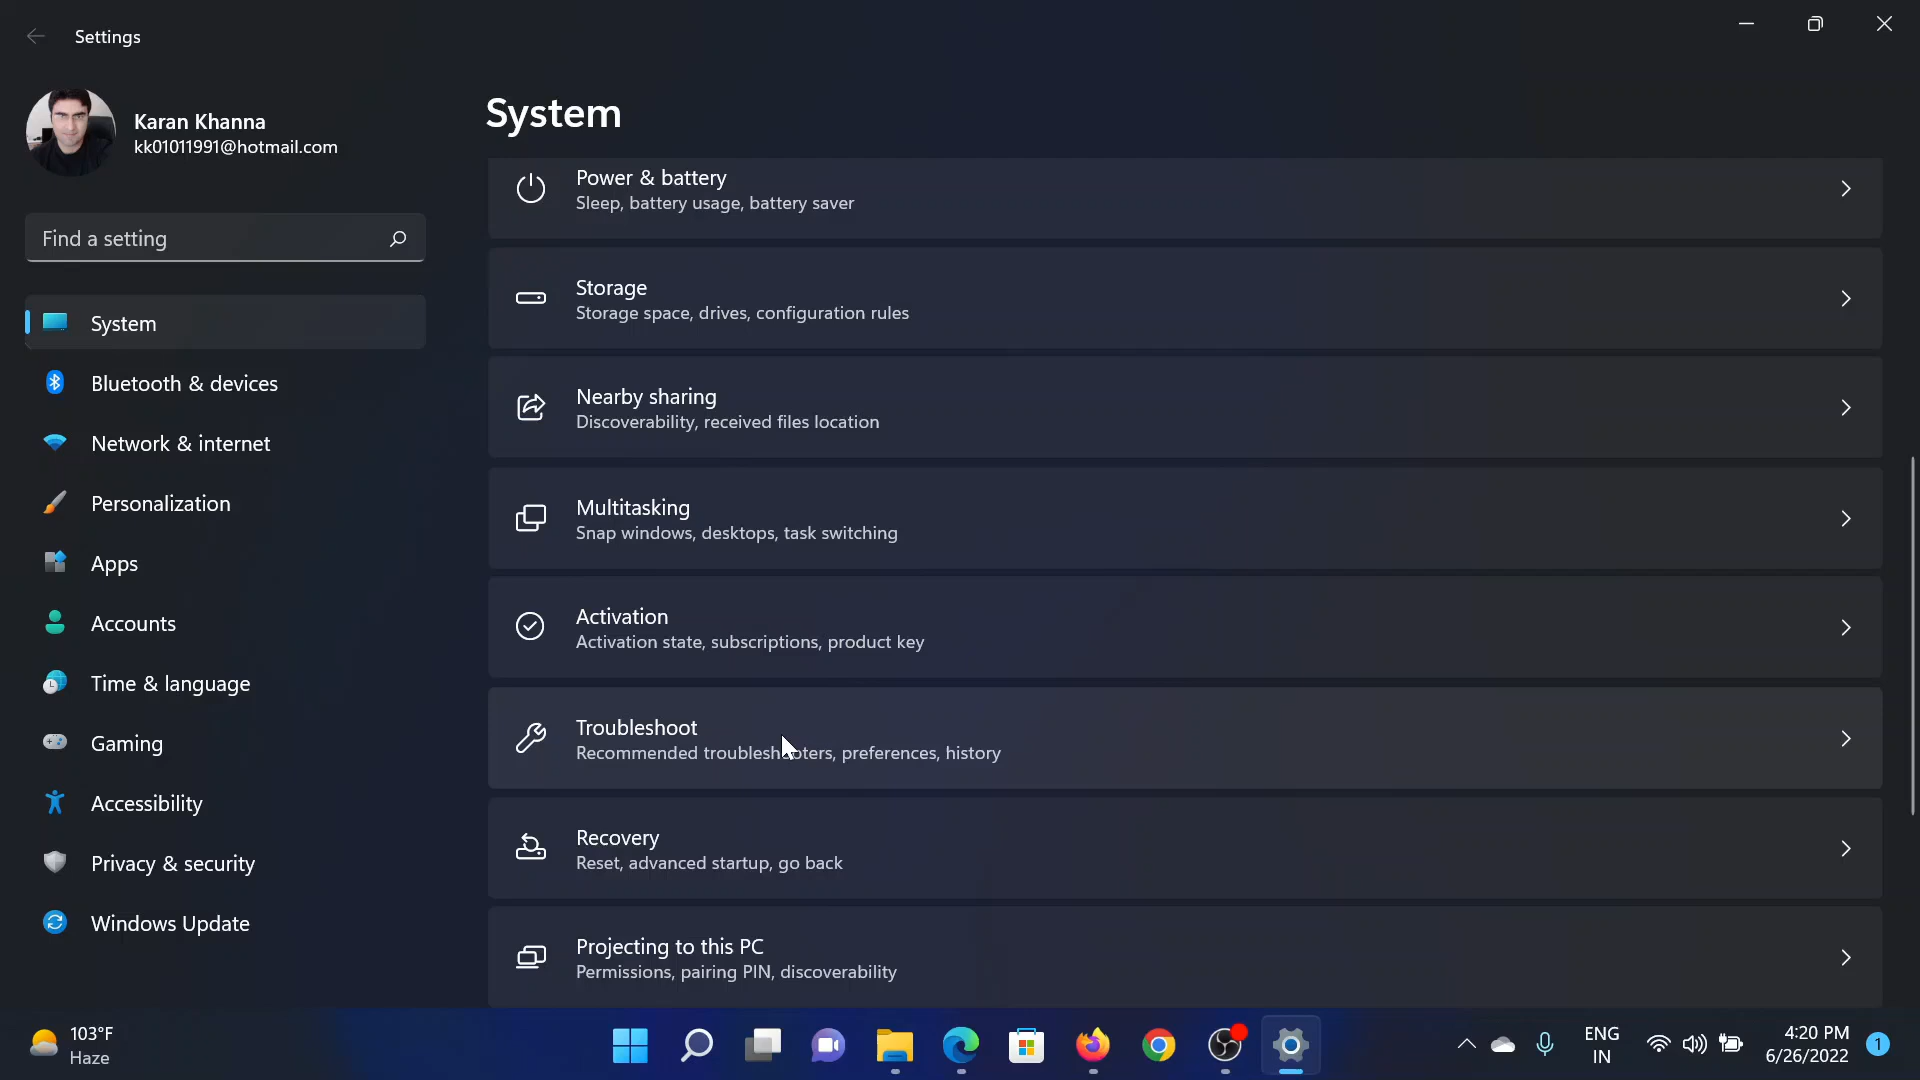 Settings
Karan Khanna
kk01011991@hotmail.com
Find a setting
System
Bluetooth & devices
Network & internet
Personalization
Apps
Accounts
Time & language
Gaming
Accessibility
Privacy & security
Windows Update
System
Power & battery
Sleep, battery usage, battery saver
Storage
Storage space, drives, configuration rules
Nearby sharing
Discoverability, received files location
Multitasking
Snap windows, desktops, task switching
Activation
Activation state, subscriptions, product key
Troubleshoot
Recommended troubleshooters, preferences, history
Recovery
Reset, advanced startup, go back
Projecting to this PC
Permissions, pairing PIN, discoverability
103°F
Haze
ENG
IN
4:20 PM
6/26/2022
1